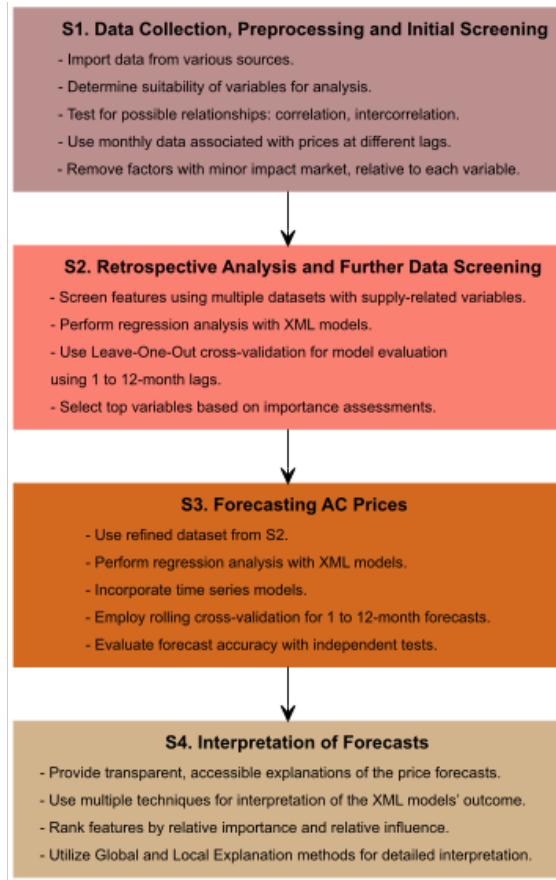 S1. Data Collection, Preprocessing and Initial Screening
- Import data from various sources.
- Determine suitability of variables for analysis.
- Test for possible relationships: correlation, intercorrelation.
- Use monthly data associated with prices at different lags.
- Remove factors with minor impact market, relative to each variable.
S2. Retrospective Analysis and Further Data Screening
- Screen features using multiple datasets with supply-related variables.
- Perform regression analysis with XML models.
- Use Leave-One-Out cross-validation for model evaluation
using 1 to 12-month lags.
- Select top variables based on importance assessments.
S3. Forecasting AC Prices
- Use refined dataset from S2.
- Perform regression analysis with XML models.
- Incorporate time series models.
- Employ rolling cross-validation for 1 to 12-month forecasts.
- Evaluate forecast accuracy with independent tests.
S4. Interpretation of Forecasts
- Provide transparent, accessible explanations of the price forecasts.
- Use multiple techniques for interpretation of the XML models' outcome.
- Rank features by relative importance and relative influence.
- Utilize Global and Local Explanation methods for detailed interpretation.